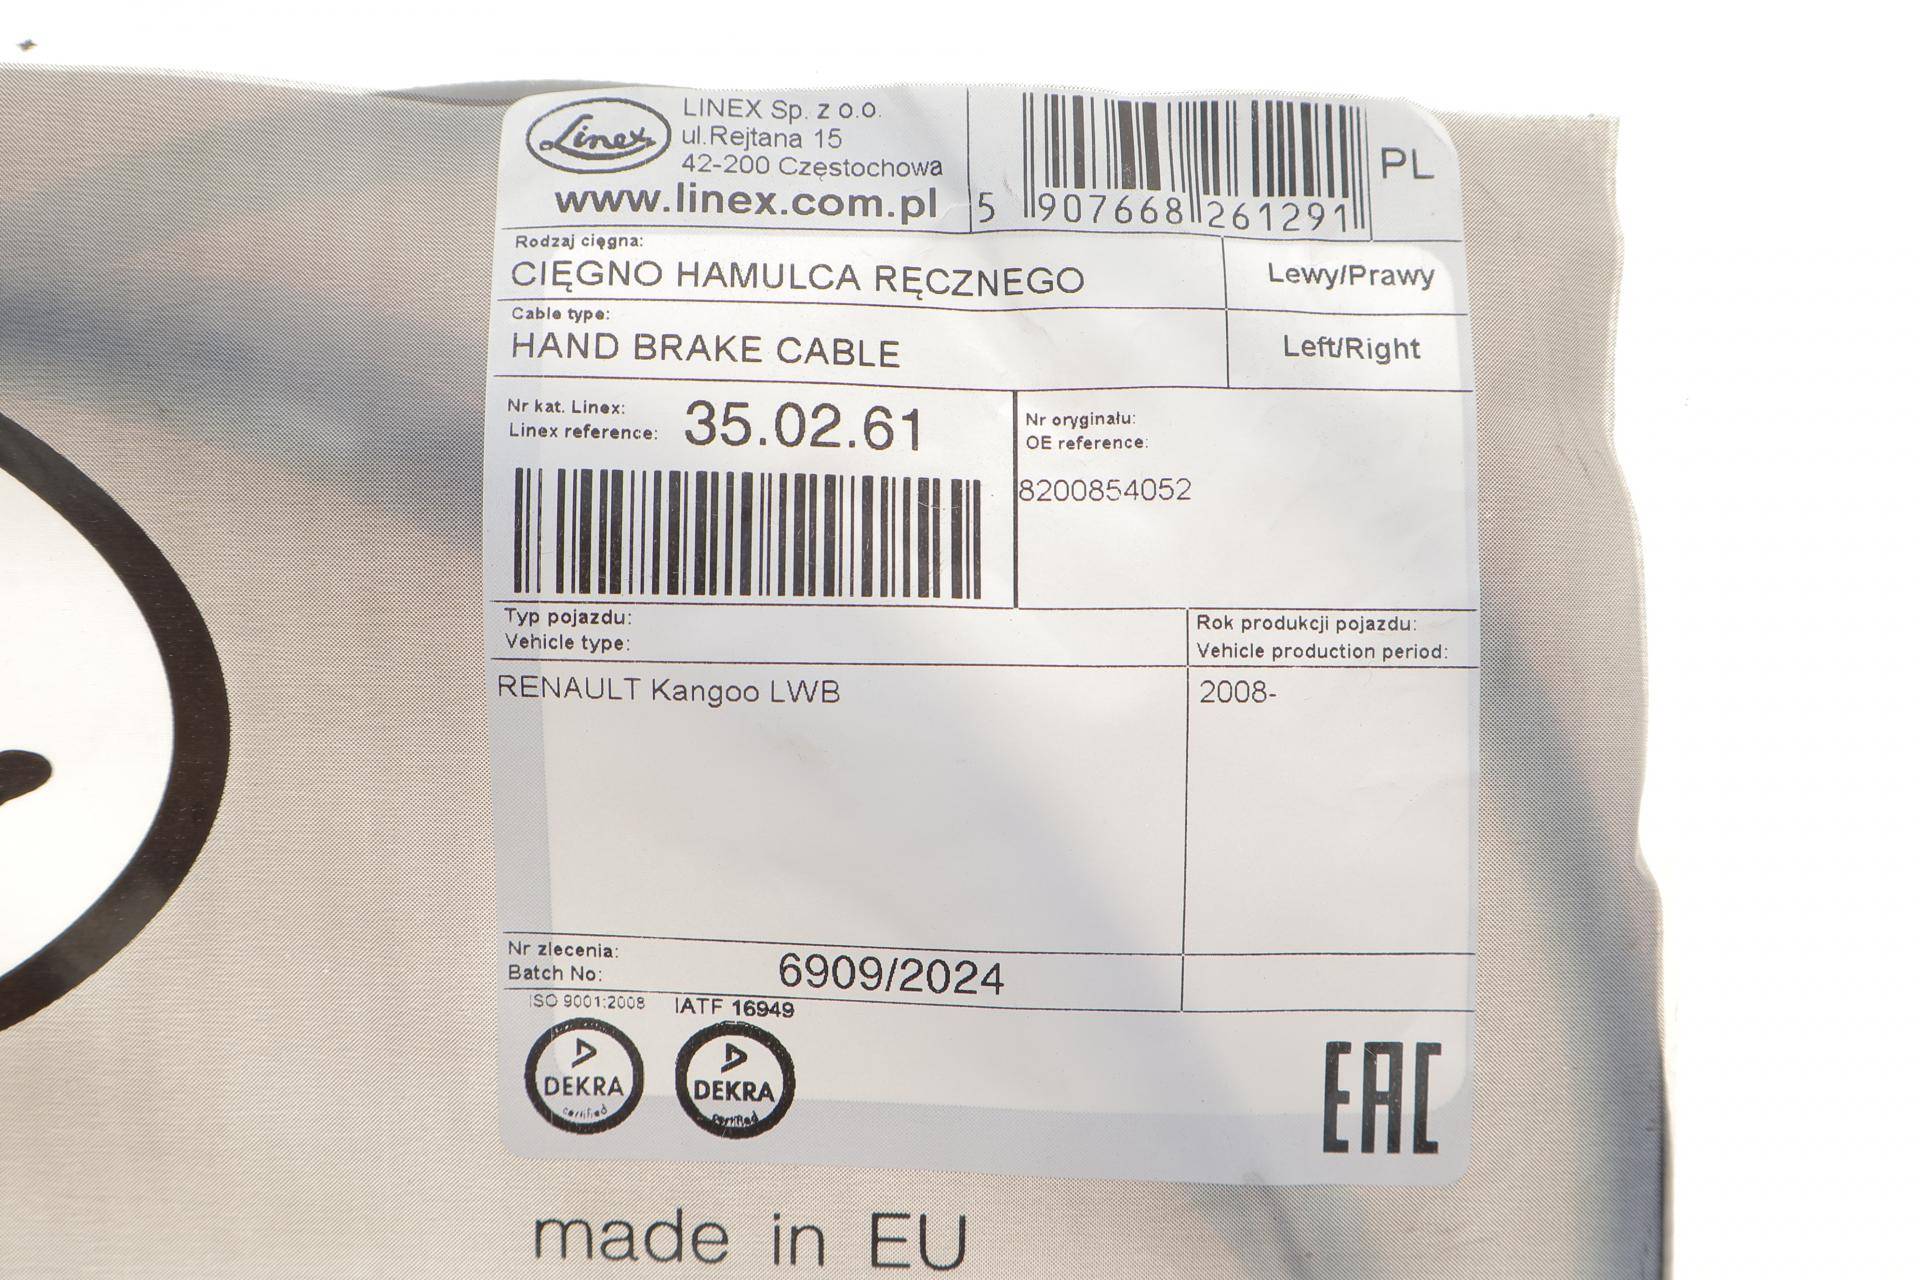 Linex
LINEX Sp. z o.o.
ul.Rejtana 15
42-200 Częstochowa
www.linex.com.pl
5 907668 261291
PL
Rodzaj cięgna:
CIĘGNO HAMULCA RĘCZNEGO
Lewy/Prawy
Cable type:
HAND BRAKE CABLE
Left/Right
Nr kat. Linex:
Linex reference:
35.02.61
Nr oryginału:
OE reference:
8200854052
Typ pojazdu:
Vehicle type:
Rok produkcji pojazdu:
Vehicle production period:
RENAULT Kangoo LWB
2008-
Nr zlecenia:
Batch No:
6909/2024
ISO 9001:2008
IATF 16949
DEKRA
certified
DEKRA
certified
EAC
made in EU